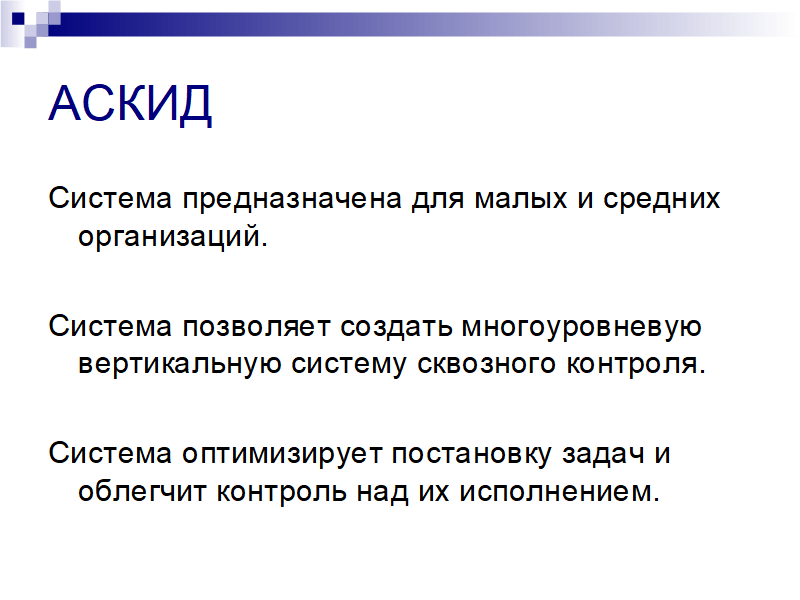 АСКИД
Система предназначена для малых и средних
организаций.
Система позволяет создать многоуровневую
вертикальную систему сквозного контроля.
Система оптимизирует постановку задач и
облегчит контроль над их исполнением.